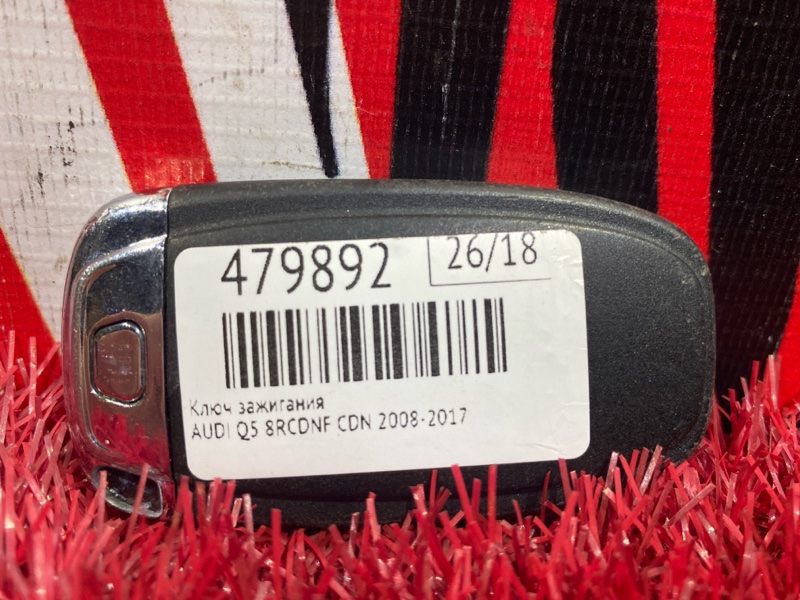 479892 26/18
Ключ зажигания
AUDI Q5 8RCDNF CDN 2008-2017